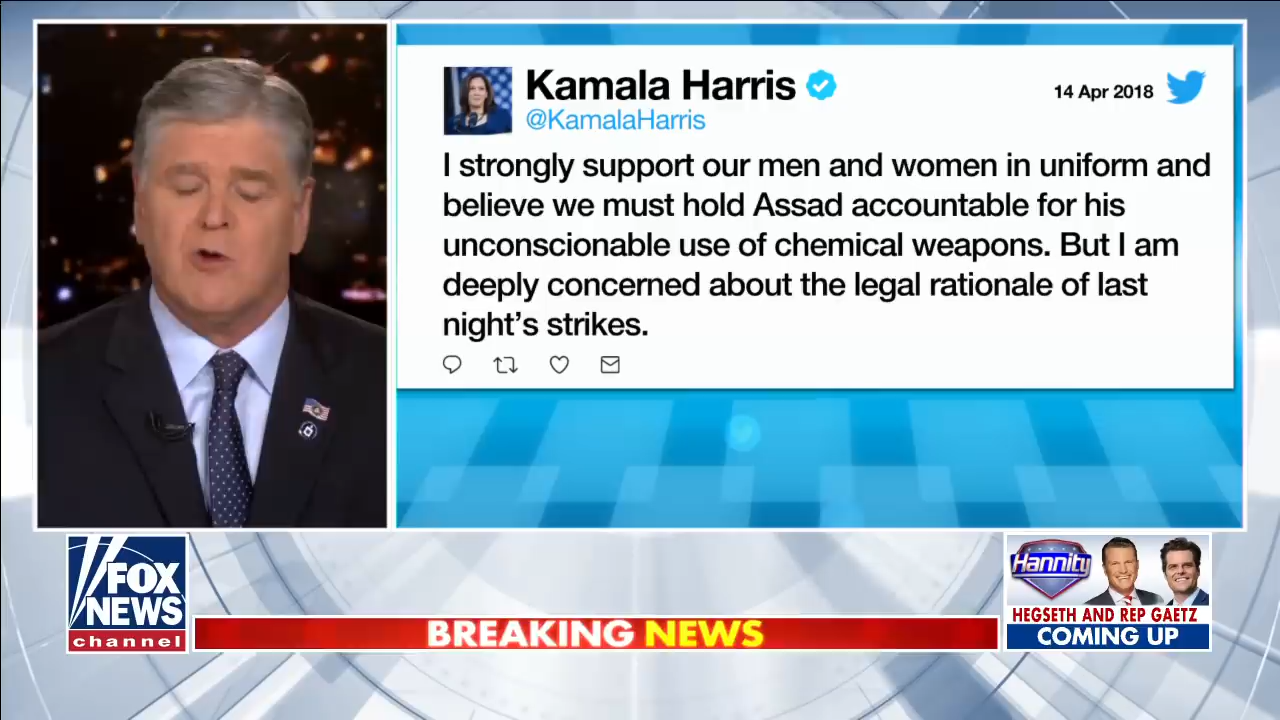 Kamala Harris
@KamalaHarris
14 Apr 2018
I strongly support our men and women in uniform and
believe we must hold Assad accountable for his
unconscionable use of chemical weapons. But I am
deeply concerned about the legal rationale of last
night’s strikes.
FOX
NEWS
channel
BREAKING NEWS
Hannity
HEGSETH AND REP GAETZ
COMING UP